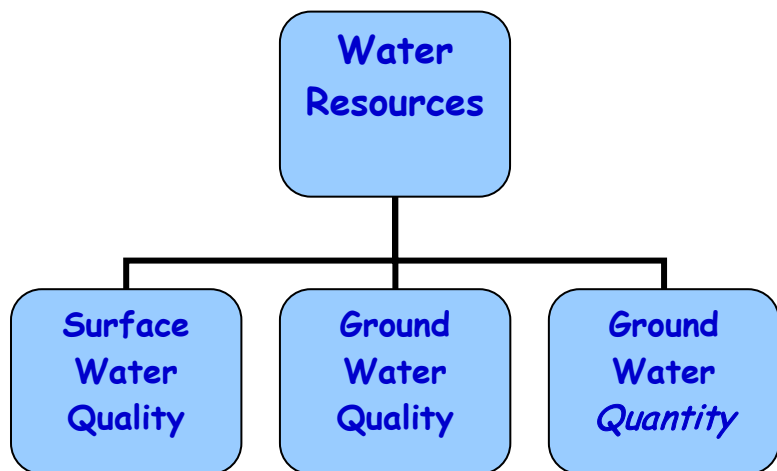 Water
Resources
Surface
Water
Quality
Ground
Water
Quality
Ground
Water
Quantity